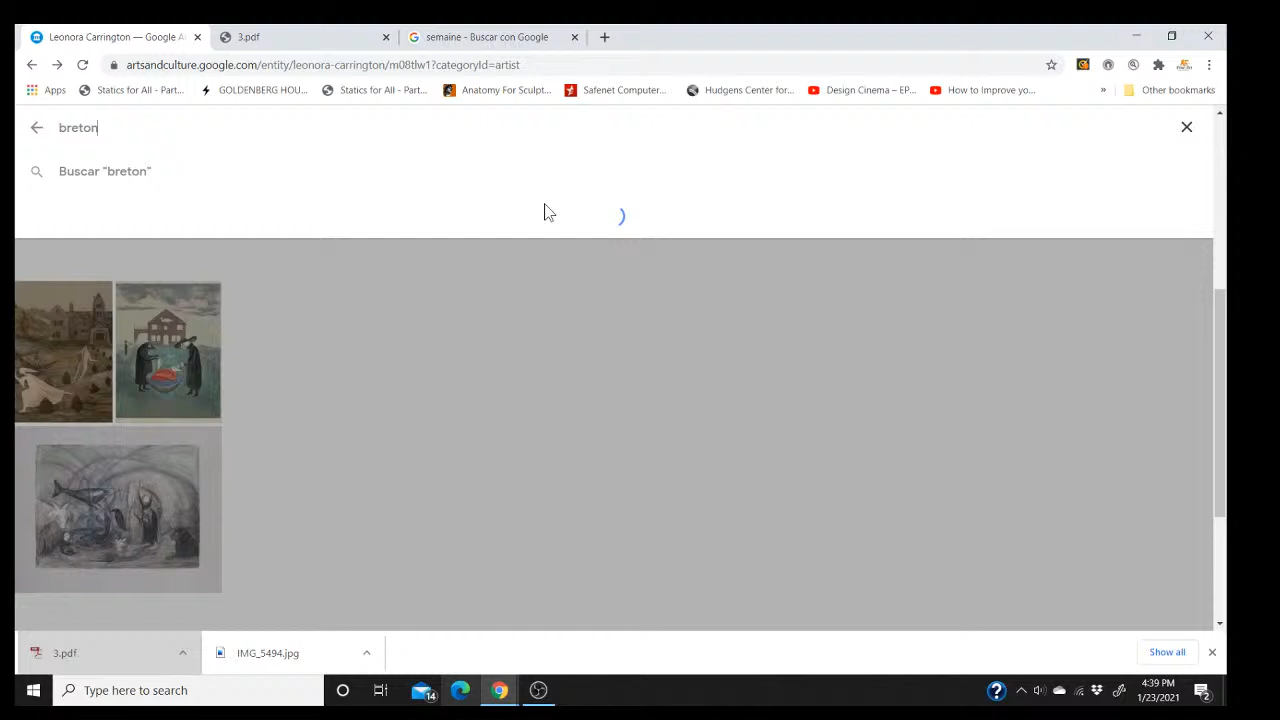 Leonora Carrington — Google A
3.pdf
semaine - Buscar con Google
artsandculture.google.com/entity/leonora-carrington/m08tlw1?categoryId=artist
Apps
Statics for All - Part...
GOLDENBERG HOU...
Statics for All - Part...
Anatomy For Sculpt...
Safenet Computer...
Hudgens Center for...
Design Cinema – EP...
How to Improve yo...
»
Other bookmarks
breton
Buscar "breton"
3.pdf
IMG_5494.jpg
Show all
Type here to search
14
4:39 PM
1/23/2021
2